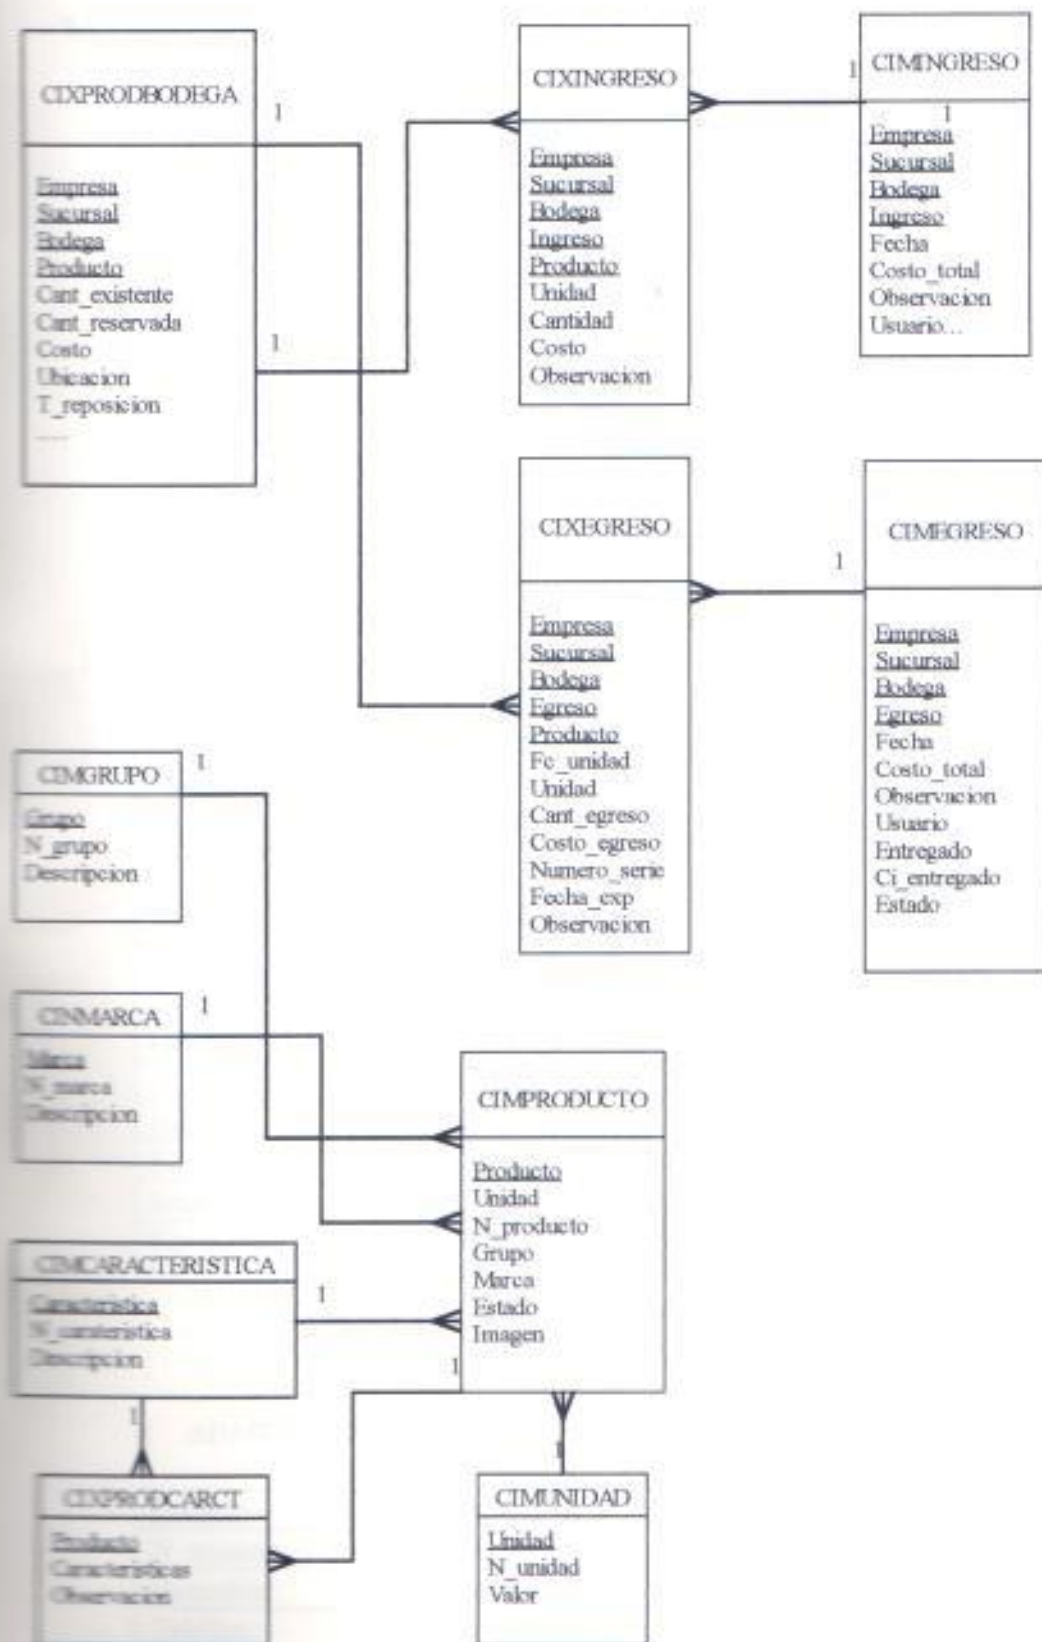 CIXPRODBODEGA
1
Empresa
Sucursal
Bodega
Producto
Cant_existente
Cant_reservada
Costo
Ubicacion
T_reposicion
.....
1
CIXINGRESO
Empresa
Sucursal
Bodega
Ingreso
Producto
Unidad
Cantidad
Costo
Observacion
1
CIMINGRESO
1
Empresa
Sucursal
Bodega
Ingreso
Fecha
Costo_total
Observacion
Usuario...
CIXEGRESO
Empresa
Sucursal
Bodega
Egreso
Producto
Fc_unidad
Unidad
Cant_egreso
Costo_egreso
Numero_serie
Fecha_exp
Observacion
1
CIMEGRESO
Empresa
Sucursal
Bodega
Egreso
Fecha
Costo_total
Observacion
Usuario
Entregado
Ci_entregado
Estado
CIMGRUPO
1
Grupo
N_grupo
Descripcion
CINMARCA
1
Marca
N_marca
Descripcion
CIMPRODUCTO
Producto
Unidad
N_producto
Grupo
Marca
Estado
Imagen
1
CIMCARACTERISTICA
1
Caracteristica
N_carateristica
Descripcion
1
CIXPRODCARCT
Producto
Caracteristicas
Observacion
1
CIMUNIDAD
Unidad
N_unidad
Valor